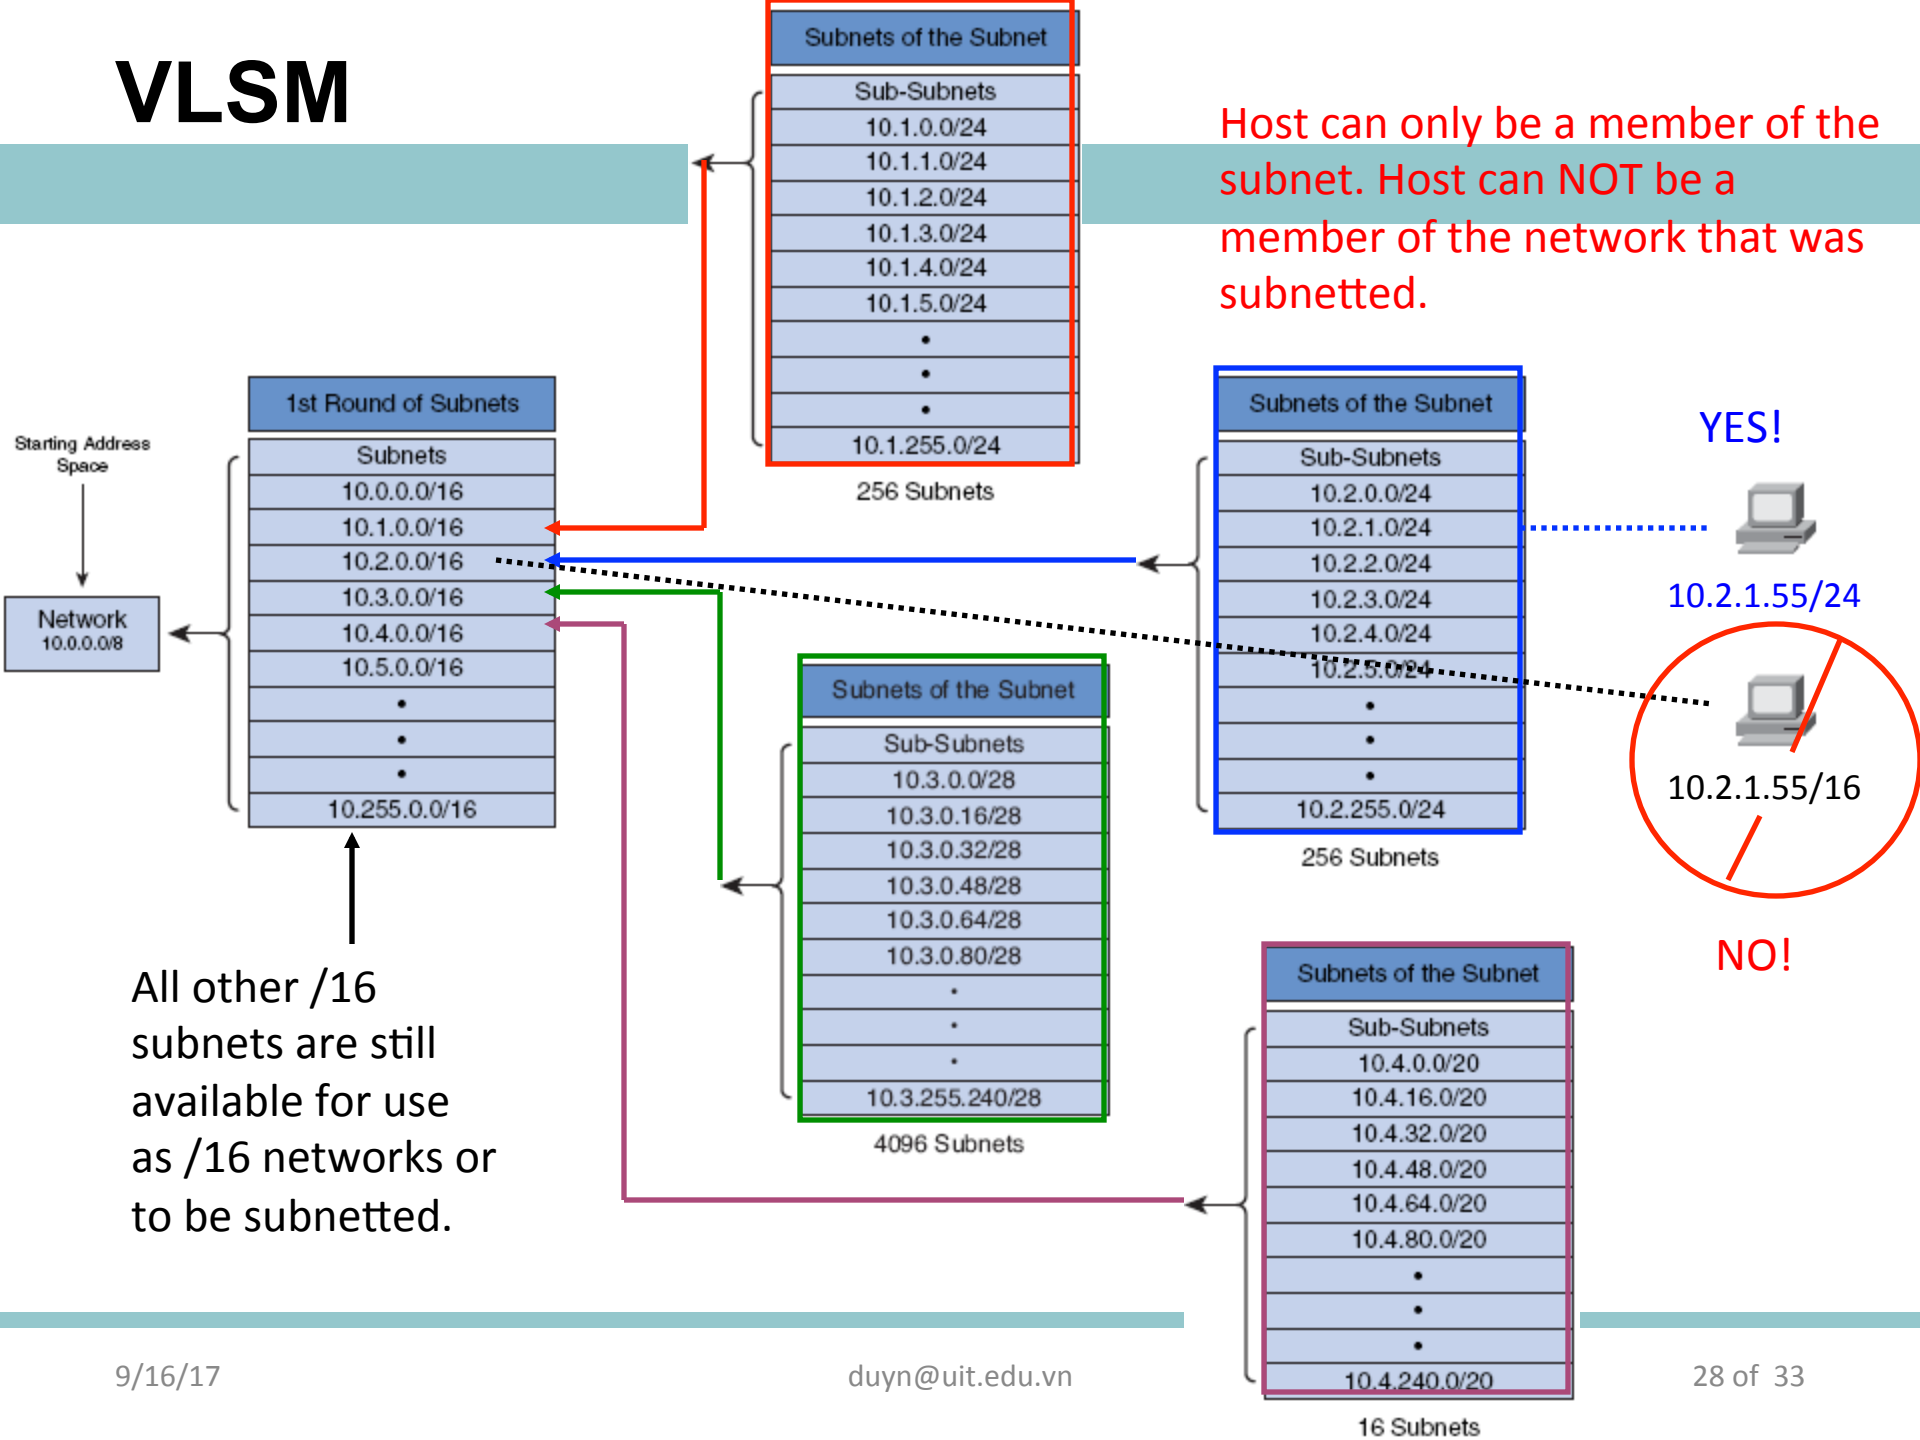 VLSM
Subnets of the Subnet
Sub-Subnets
10.1.0.0/24
10.1.1.0/24
10.1.2.0/24
10.1.3.0/24
10.1.4.0/24
10.1.5.0/24
10.1.255.0/24
256 Subnets
Host can only be a member of the
subnet. Host can NOT be a
member of the network that was
subnetted.
Starting Address
Space
Network
10.0.0.0/8
1st Round of Subnets
Subnets
10.0.0.0/16
10.1.0.0/16
10.2.0.0/16
10.3.0.0/16
10.4.0.0/16
10.5.0.0/16
10.255.0.0/16
Subnets of the Subnet
Sub-Subnets
10.2.0.0/24
10.2.1.0/24
10.2.2.0/24
10.2.3.0/24
10.2.4.0/24
10.2.5.0/24
10.2.255.0/24
256 Subnets
YES!
10.2.1.55/24
10.2.1.55/16
NO!
Subnets of the Subnet
Sub-Subnets
10.3.0.0/28
10.3.0.16/28
10.3.0.32/28
10.3.0.48/28
10.3.0.64/28
10.3.0.80/28
10.3.255.240/28
4096 Subnets
All other /16
subnets are still
available for use
as /16 networks or
to be subnetted.
Subnets of the Subnet
Sub-Subnets
10.4.0.0/20
10.4.16.0/20
10.4.32.0/20
10.4.48.0/20
10.4.64.0/20
10.4.80.0/20
10.4.240.0/20
16 Subnets
9/16/17
duyn@uit.edu.vn
28 of 33